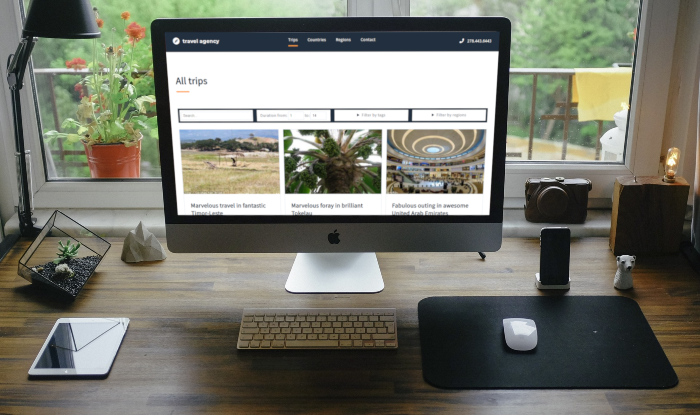 travel agency
Trips Countries Regions Contact
278.443.6443
All trips
Search
Duration from: 1 to: 14
Filter by tags
Filter by regions
Marvelous travel in fantastic
Timor-Leste
Marvelous foray in brilliant
Tokelau
Fabulous outing in awesome
United Arab Emirates